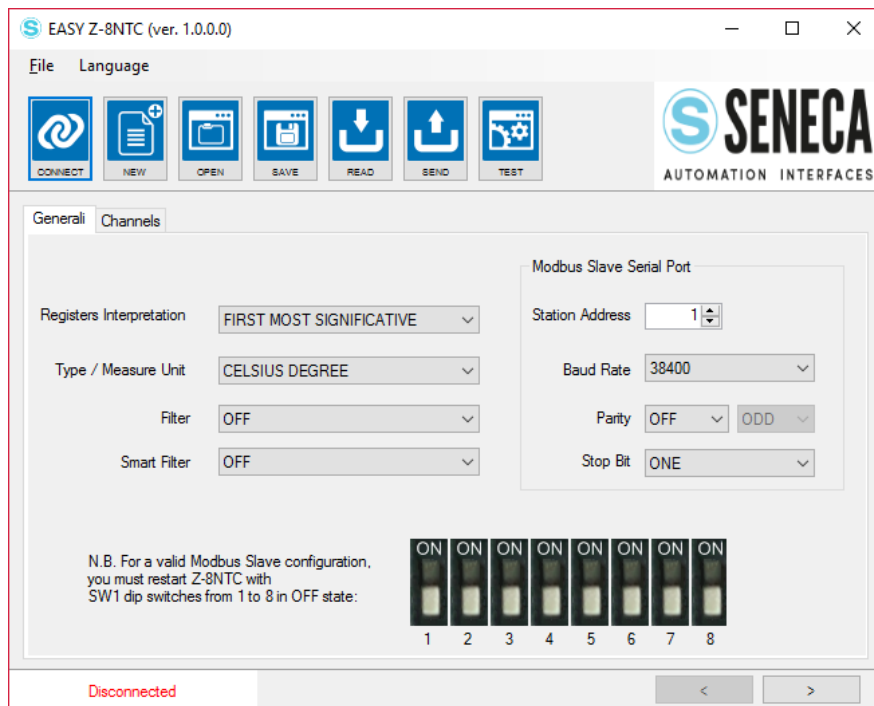 EASY Z-8NTC (ver. 1.0.0.0)
File Language
CONNECT NEW OPEN SAVE READ SEND TEST
S SENECA
AUTOMATION INTERFACES
Generali Channels
Modbus Slave Serial Port
Registers Interpretation FIRST MOST SIGNIFICATIVE Station Address 1
Type / Measure Unit CELSIUS DEGREE Baud Rate 38400
Filter OFF Parity OFF ODD
Smart Filter OFF Stop Bit ONE
N.B. For a valid Modbus Slave configuration,
you must restart Z-8NTC with
SW1 dip switches from 1 to 8 in OFF state:
ON ON ON ON ON ON ON ON
1 2 3 4 5 6 7 8
Disconnected < >